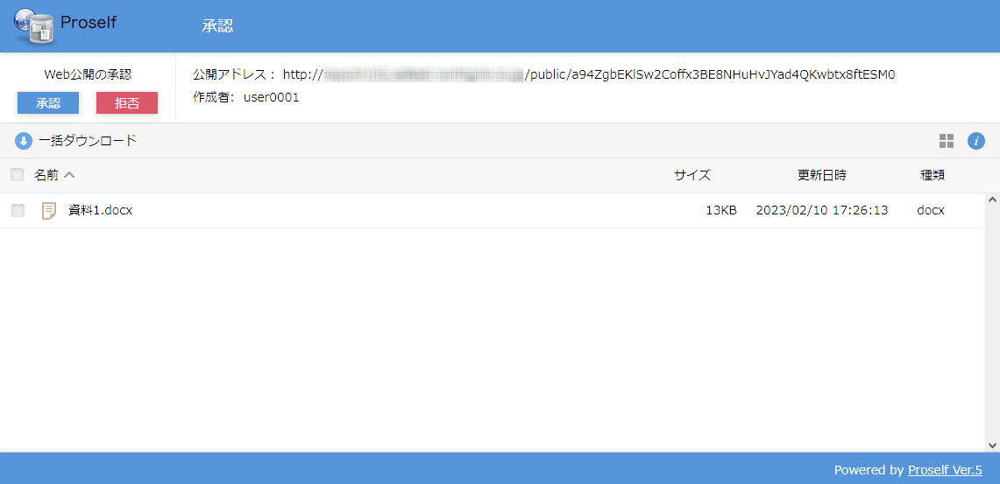 Proself
承認
Web公開の承認
承認 拒否
公開アドレス： http:// /public/a94ZgbEKlSw2Coffx3BE8NHuHvJYad4QKwbtx8ftESM0
作成者: user0001
一括ダウンロード
名前 サイズ 更新日時 種類
資料1.docx 13KB 2023/02/10 17:26:13 docx
Powered by Proself Ver.5